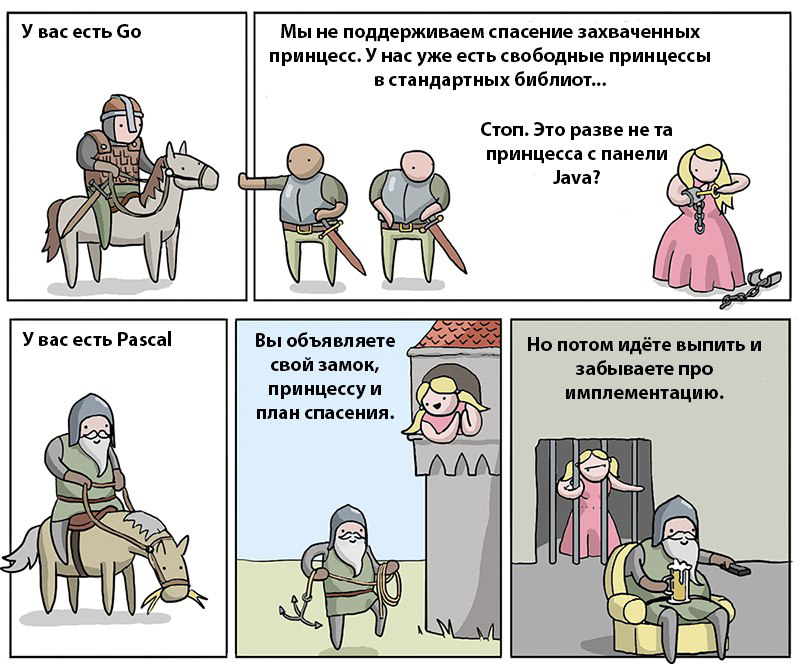 У вас есть Go
Мы не поддерживаем спасение захваченных
принцесс. У нас уже есть свободные принцессы
в стандартных библиот...
Стоп. Это разве не та
принцесса с панели
Java?
У вас есть Pascal
Вы объявляете
свой замок,
принцессу и
план спасения.
Но потом идёте выпить и
забываете про
имплементацию.